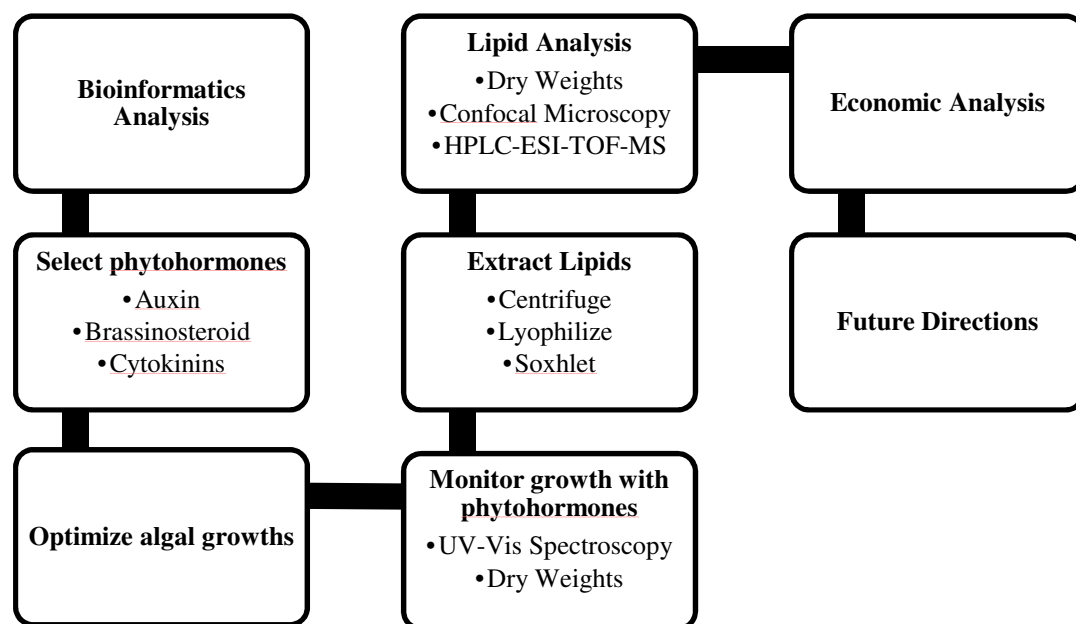 Bioinformatics
Analysis
Select phytohormones
•Auxin
•Brassinosteroid
•Cytokinins
Optimize algal growths
Monitor growth with
phytohormones
•UV-Vis Spectroscopy
•Dry Weights
Extract Lipids
•Centrifuge
•Lyophilize
•Soxhlet
Lipid Analysis
•Dry Weights
•Confocal Microscopy
•HPLC-ESI-TOF-MS
Economic Analysis
Future Directions